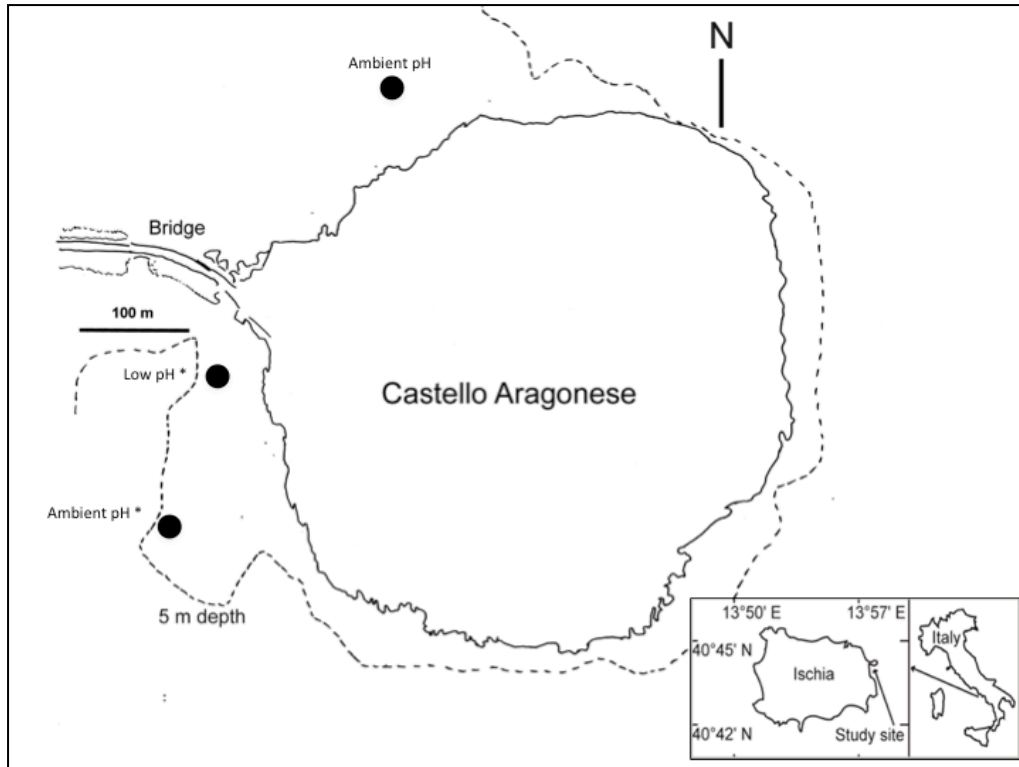 Ambient pH
N
Bridge
100 m
Low pH *
Castello Aragonese
Ambient pH *
5 m depth
13°50' E
13°57' E
40°45' N
Italy
Ischia
40°42' N
Study site